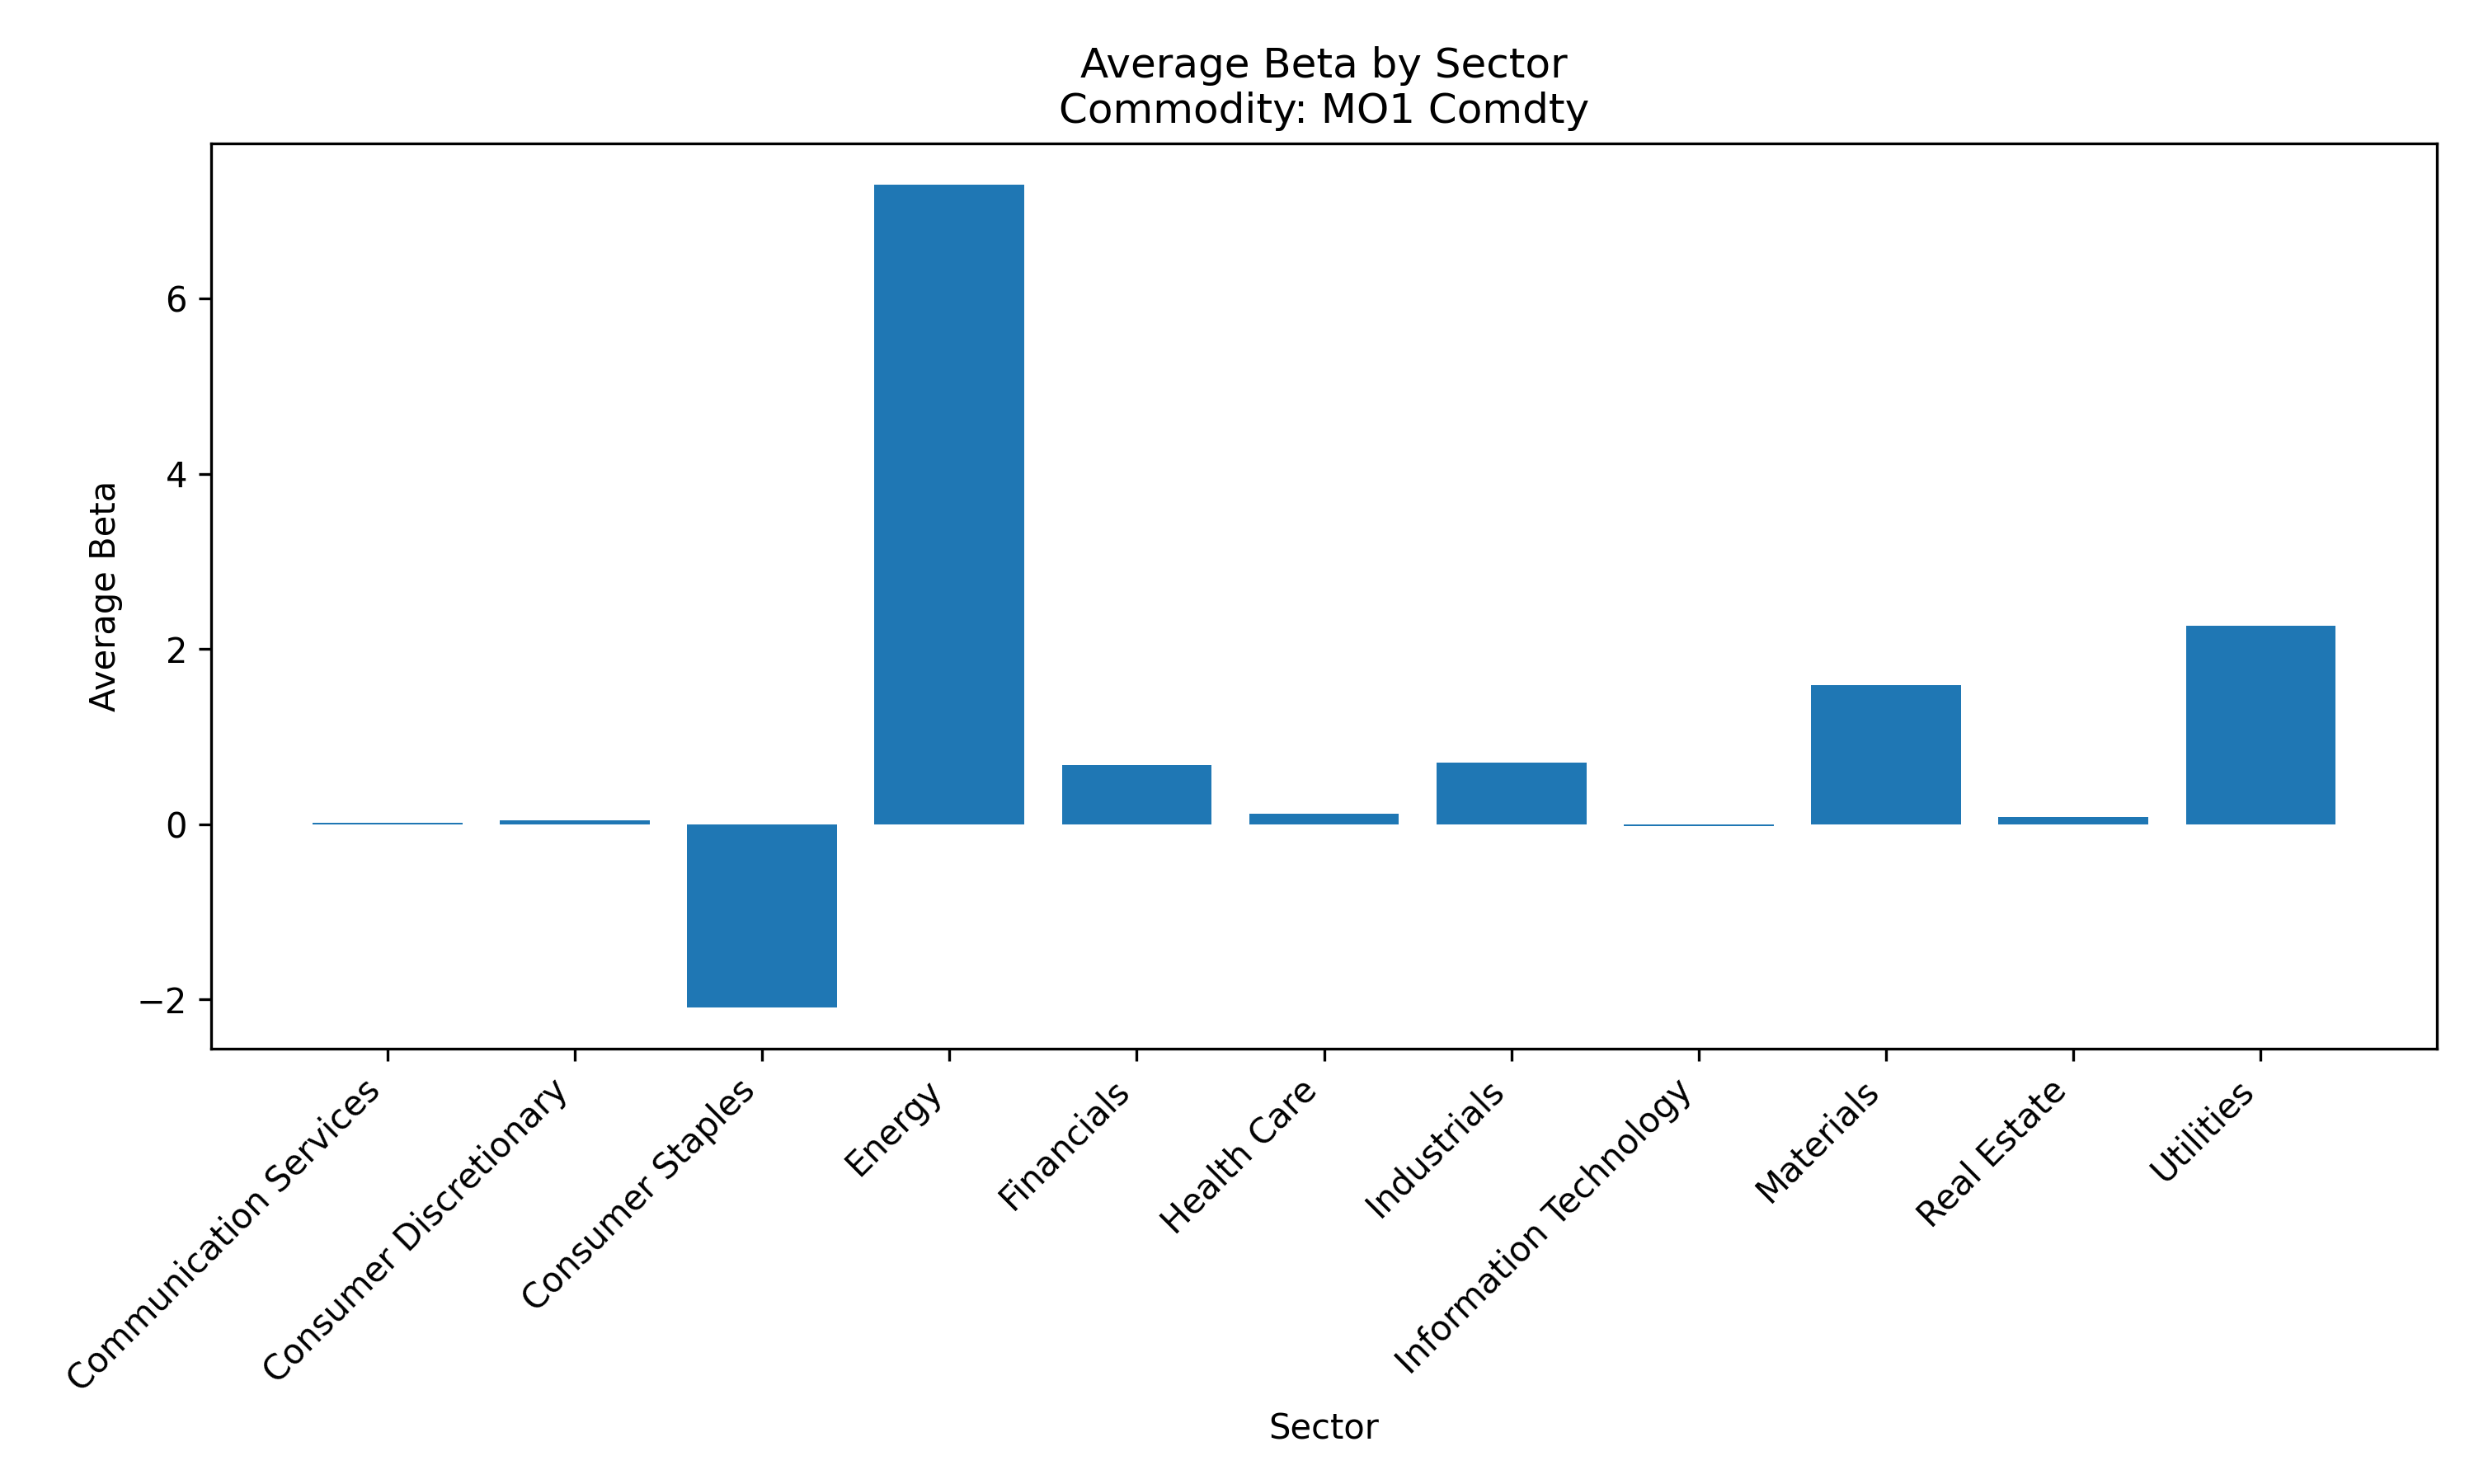 Average Beta by Sector
Commodity: MO1 Comdty
Average Beta
6
4
2
0
−2
Communication Services
Consumer Discretionary
Consumer Staples
Energy
Financials
Health Care
Industrials
Information Technology
Materials
Real Estate
Utilities
Sector